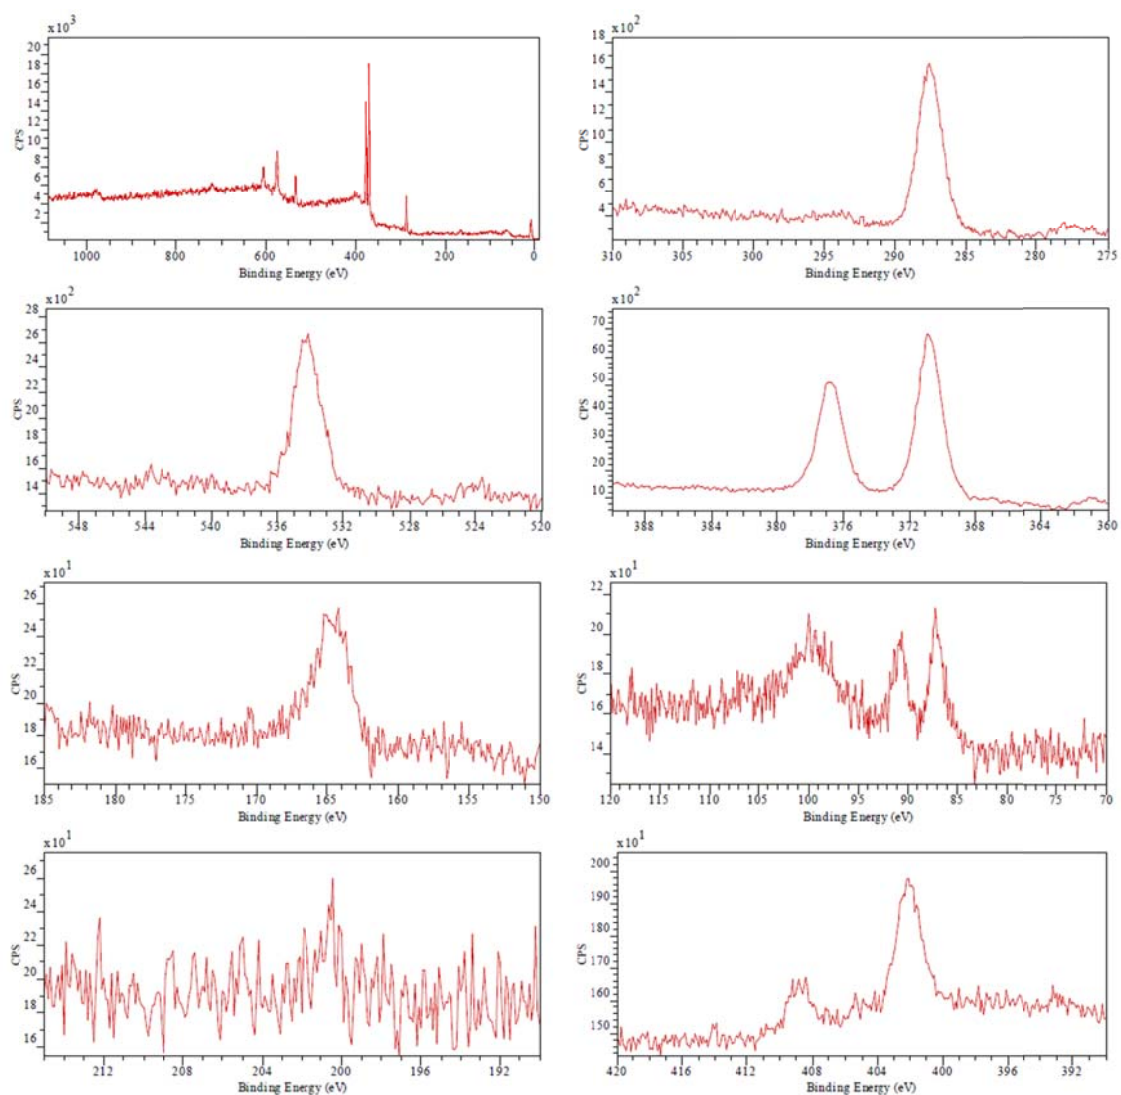 x10³
20
18
16
14
12
10
8
6
4
2
CPS
1000 800 600 400 200 0
Binding Energy (eV)
x10²
18
16
14
12
10
8
6
4
CPS
310 305 300 295 290 285 280 275
Binding Energy (eV)
x10²
28
26
24
22
20
18
16
14
CPS
548 544 540 536 532 528 524 520
Binding Energy (eV)
x10²
70
60
50
40
30
20
10
CPS
388 384 380 376 372 368 364 360
Binding Energy (eV)
x10¹
26
24
22
20
18
16
CPS
185 180 175 170 165 160 155 150
Binding Energy (eV)
x10¹
22
20
18
16
14
CPS
120 115 110 105 100 95 90 85 80 75 70
Binding Energy (eV)
x10¹
26
24
22
20
18
16
CPS
212 208 204 200 196 192
Binding Energy (eV)
x10¹
200
190
180
170
160
150
CPS
420 416 412 408 404 400 396 392
Binding Energy (eV)